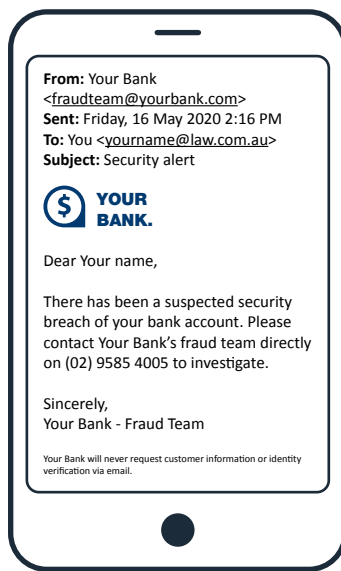 From: Your Bank
<fraudteam@yourbank.com>
Sent: Friday, 16 May 2020 2:16 PM
To: You <yourname@law.com.au>
Subject: Security alert
$ YOUR
BANK.
Dear Your name,
There has been a suspected security
breach of your bank account. Please
contact Your Bank’s fraud team directly
on (02) 9585 4005 to investigate.
Sincerely,
Your Bank - Fraud Team
Your Bank will never request customer information or identity
verification via email.